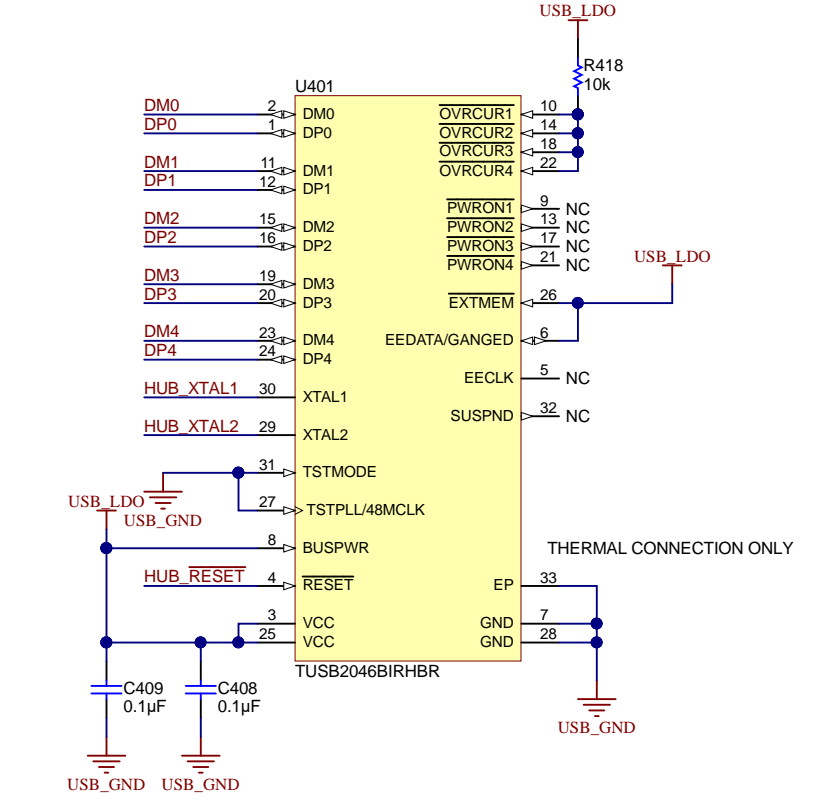 USB_LDO
R418
10k
U401
DM0 2 DM0 OVRCUR1 10
DP0 1 DP0 OVRCUR2 14
OVRCUR3 18
DM1 11 DM1 OVRCUR4 22
DP1 12 DP1
PWRON1 9 NC
DM2 15 DM2 PWRON2 13 NC
DP2 16 DP2 PWRON3 17 NC
PWRON4 21 NC
USB_LDO
DM3 19 DM3
DP3 20 DP3 EXTMEM 26
DM4 23 DM4 EEDATA/GANGED 6
DP4 24 DP4
EECLK 5 NC
HUB_XTAL1 30 XTAL1
SUSPND 32 NC
HUB_XTAL2 29 XTAL2
31 TSTMODE
USB_LDO
USB_GND
27 TSTPLL/48MCLK
8 BUSPWR
THERMAL CONNECTION ONLY
HUB_RESET 4 RESET EP 33
3 VCC GND 7
25 VCC GND 28
TUSB2046BIRHBR
C409
0.1µF
C408
0.1µF
USB_GND
USB_GND
USB_GND